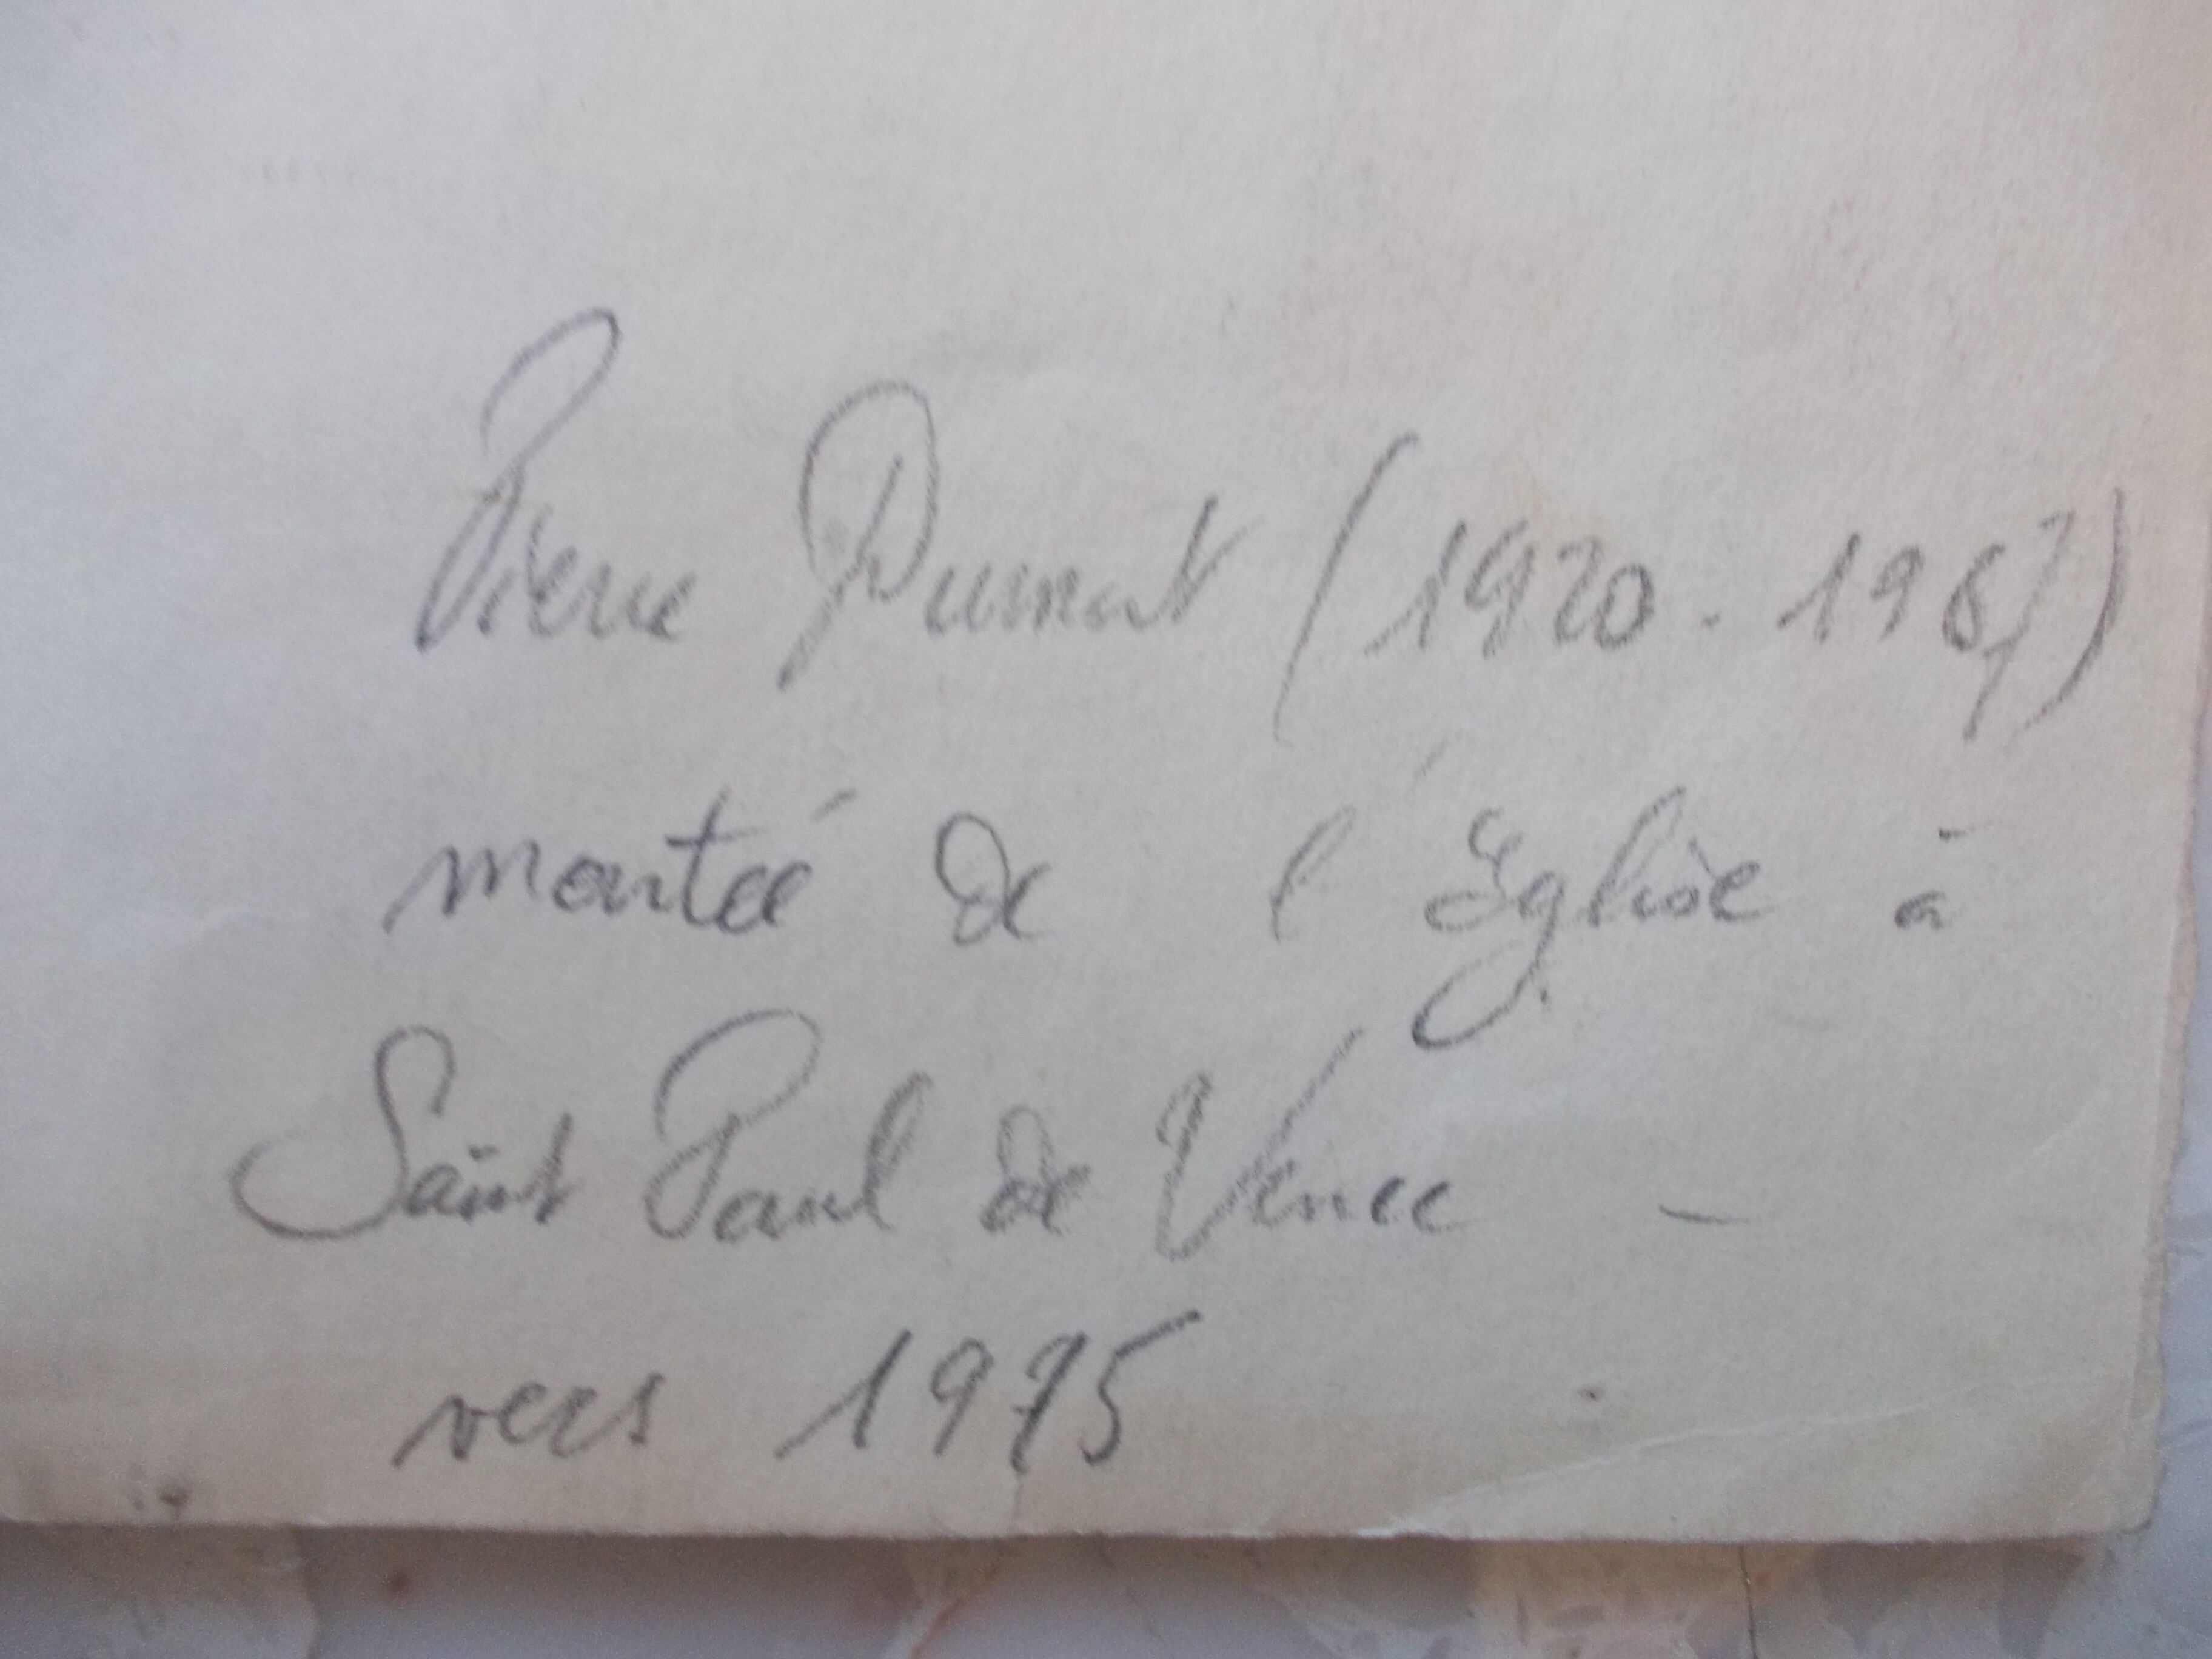 Pierre Dumont (1920 - 1987)
montée de l'Église à
Saint Paul de Vence -
vers 1975